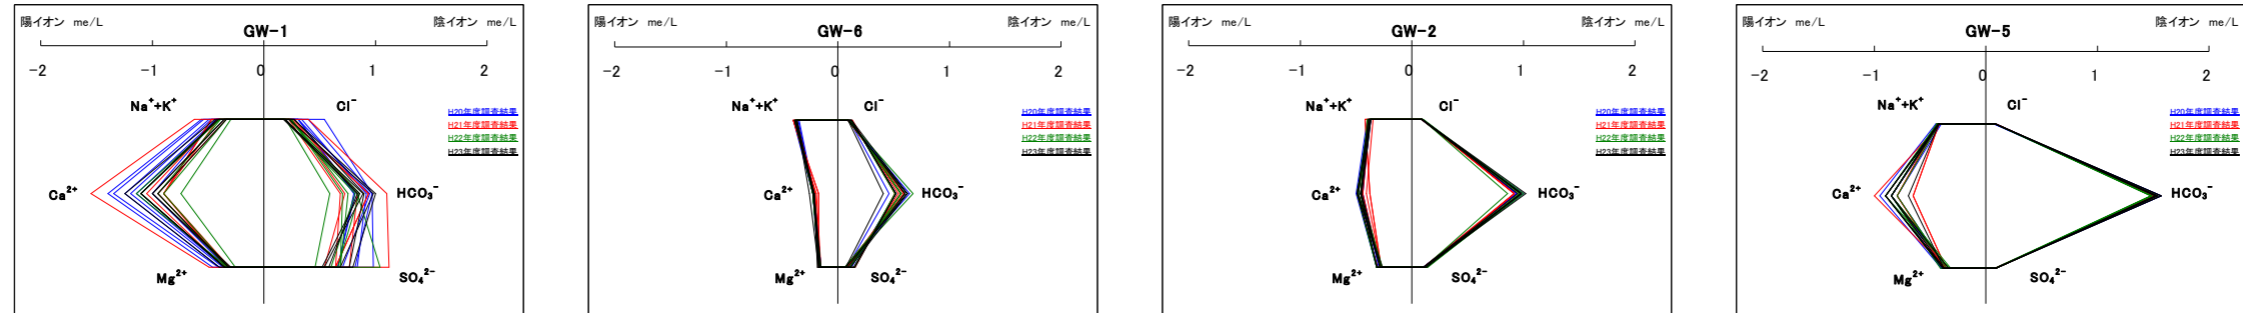 陽イオン me/L
陰イオン me/L
GW-1
-2 -1 0 1 2
Na⁺+K⁺
Cl⁻
H20年度調査結果
H21年度調査結果
H22年度調査結果
H23年度調査結果
Ca²⁺
HCO₃⁻
Mg²⁺
SO₄²⁻
陽イオン me/L
陰イオン me/L
GW-6
-2 -1 0 1 2
Na⁺+K⁺
Cl⁻
H20年度調査結果
H21年度調査結果
H22年度調査結果
H23年度調査結果
Ca²⁺
HCO₃⁻
Mg²⁺
SO₄²⁻
陽イオン me/L
陰イオン me/L
GW-2
-2 -1 0 1 2
Na⁺+K⁺
Cl⁻
H20年度調査結果
H21年度調査結果
H22年度調査結果
H23年度調査結果
Ca²⁺
HCO₃⁻
Mg²⁺
SO₄²⁻
陽イオン me/L
陰イオン me/L
GW-5
-2 -1 0 1 2
Na⁺+K⁺
Cl⁻
H20年度調査結果
H21年度調査結果
H22年度調査結果
H23年度調査結果
Ca²⁺
HCO₃⁻
Mg²⁺
SO₄²⁻